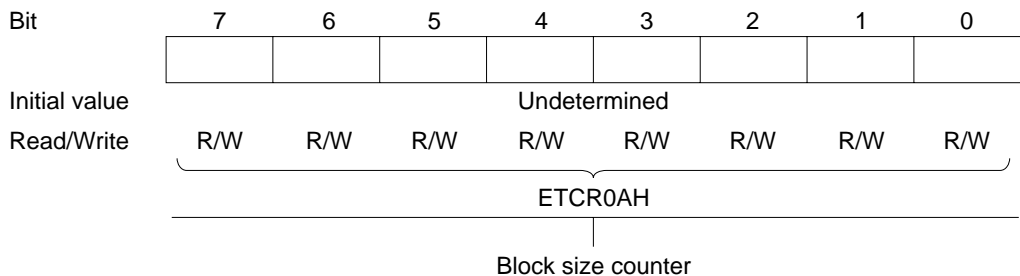 Bit 7 6 5 4 3 2 1 0
Initial value Undetermined
Read/Write R/W R/W R/W R/W R/W R/W R/W R/W
ETCR0AH
Block size counter